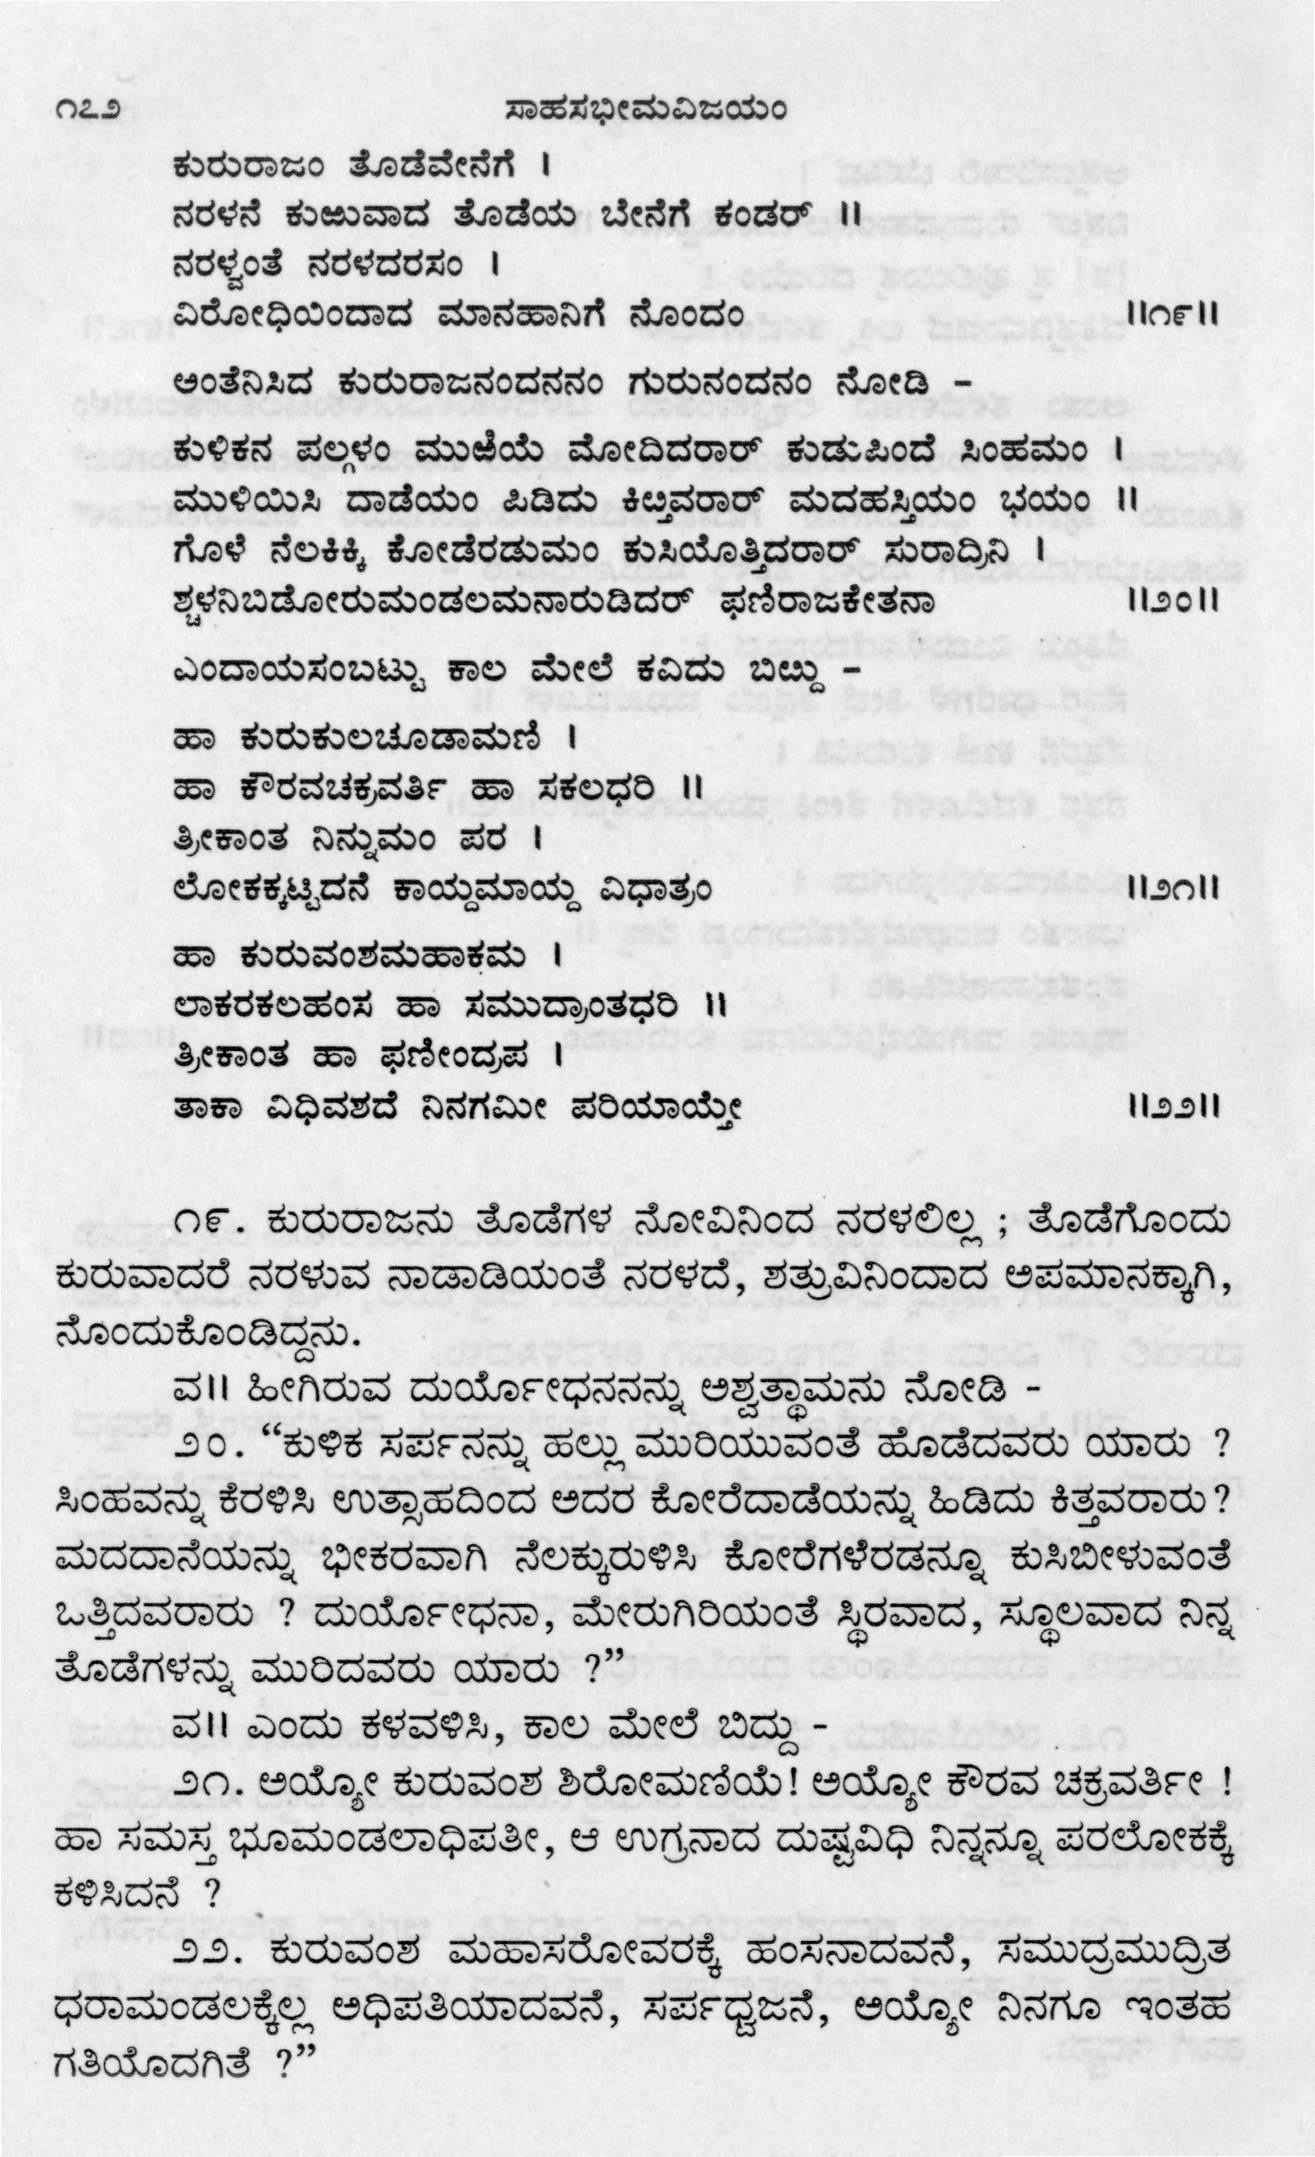 ೧೭೨ ಸಾಹಸಭೀಮವಿಜಯಂ
ಕುರುರಾಜಂ ತೊಡೆವೇನೆಗೆ ।
ನರಳನೆ ಕುಱುವಾದ ತೊಡೆಯ ಬೇನೆಗೆ ಕಂಡರ್ ॥
ನರಳ್ವಂತೆ ನರಳದರಸಂ ।
ವಿರೋಧಿಯಿಂದಾದ ಮಾನಹಾನಿಗೆ ನೊಂದಂ ॥೧೯॥
ಅಂತೆನಿಸಿದ ಕುರುರಾಜನಂದನನಂ ಗುರುನಂದನಂ ನೋಡಿ –
ಕುಳಿಕನ ಪಲ್ಗಳಂ ಮುಱಿಯೆ ಮೋದಿದರಾರ್ ಕುಡುಪಿಂದೆ ಸಿಂಹಮಂ ।
ಮುಳಿಯಿಸಿ ದಾಡೆಯಂ ಪಿಡಿದು ಕಿೞ್ತವರಾರ್ ಮದಹಸ್ತಿಯಂ ಭಯಂ ॥
ಗೊಳೆ ನೆಲಕಿಕ್ಕಿ ಕೋಡೆರಡುಮಂ ಕುಸಿಯೊತ್ತಿದರಾರ್ ಸುರಾದ್ರಿನಿ ।
ಶ್ಚಳನಿಬಿಡೋರುಮಂಡಲಮನಾರುಡಿದರ್ ಫಣಿರಾಜಕೇತನಾ ॥೨೦॥
ಎಂದಾಯಸಂಬಟ್ಟು ಕಾಲ ಮೇಲೆ ಕವಿದು ಬಿೞ್ದು –
ಹಾ ಕುರುಕುಲಚೂಡಾಮಣಿ ।
ಹಾ ಕೌರವಚಕ್ರವರ್ತಿ ಹಾ ಸಕಲಧರಿ ॥
ತ್ರೀಕಾಂತ ನಿನ್ನುಮಂ ಪರ ।
ಲೋಕಕ್ಕಟ್ಟಿದನೆ ಕಾಯ್ದಮಾಯ್ದ ವಿಧಾತ್ರಂ ॥೨೧॥
ಹಾ ಕುರುವಂಶಮಹಾಕಮ ।
ಲಾಕರಕಲಹಂಸ ಹಾ ಸಮುದ್ರಾಂತಧರಿ ॥
ತ್ರೀಕಾಂತ ಹಾ ಫಣೀಂದ್ರಪ ।
ತಾಕಾ ವಿಧಿವಶದೆ ನಿನಗಮೀ ಪರಿಯಾಯ್ತೇ ॥೨೨॥
೧೯. ಕುರುರಾಜನು ತೊಡೆಗಳ ನೋವಿನಿಂದ ನರಳಲಿಲ್ಲ ; ತೊಡೆಗೊಂದು
ಕುರುವಾದರೆ ನರಳುವ ನಾಡಾಡಿಯಂತೆ ನರಳದೆ, ಶತ್ರುವಿನಿಂದಾದ ಅಪಮಾನಕ್ಕಾಗಿ,
ನೊಂದುಕೊಂಡಿದ್ದನು.
ವ॥ ಹೀಗಿರುವ ದುರ್ಯೋಧನನನ್ನು ಅಶ್ವತ್ಥಾಮನು ನೋಡಿ –
೨೦. “ಕುಳಿಕ ಸರ್ಪನನ್ನು ಹಲ್ಲು ಮುರಿಯುವಂತೆ ಹೊಡೆದವರು ಯಾರು ?
ಸಿಂಹವನ್ನು ಕೆರಳಿಸಿ ಉತ್ಸಾಹದಿಂದ ಅದರ ಕೋರೆದಾಡೆಯನ್ನು ಹಿಡಿದು ಕಿತ್ತವರಾರು?
ಮದದಾನೆಯನ್ನು ಭೀಕರವಾಗಿ ನೆಲಕ್ಕುರುಳಿಸಿ ಕೋರೆಗಳೆರಡನ್ನೂ ಕುಸಿಬೀಳುವಂತೆ
ಒತ್ತಿದವರಾರು ? ದುರ್ಯೋಧನಾ, ಮೇರುಗಿರಿಯಂತೆ ಸ್ಥಿರವಾದ, ಸ್ಥೂಲವಾದ ನಿನ್ನ
ತೊಡೆಗಳನ್ನು ಮುರಿದವರು ಯಾರು ?”
ವ॥ ಎಂದು ಕಳವಳಿಸಿ, ಕಾಲ ಮೇಲೆ ಬಿದ್ದು –
೨೧. ಅಯ್ಯೋ ಕುರುವಂಶ ಶಿರೋಮಣಿಯೆ! ಅಯ್ಯೋ ಕೌರವ ಚಕ್ರವರ್ತೀ !
ಹಾ ಸಮಸ್ತ ಭೂಮಂಡಲಾಧಿಪತೀ, ಆ ಉಗ್ರನಾದ ದುಷ್ಟವಿಧಿ ನಿನ್ನನ್ನೂ ಪರಲೋಕಕ್ಕೆ
ಕಳಿಸಿದನೆ ?
೨೨. ಕುರುವಂಶ ಮಹಾಸರೋವರಕ್ಕೆ ಹಂಸನಾದವನೆ, ಸಮುದ್ರಮುದ್ರಿತ
ಧರಾಮಂಡಲಕ್ಕೆಲ್ಲ ಅಧಿಪತಿಯಾದವನೆ, ಸರ್ಪಧ್ವಜನೆ, ಅಯ್ಯೋ ನಿನಗೂ ಇಂತಹ
ಗತಿಯೊದಗಿತೆ ?”